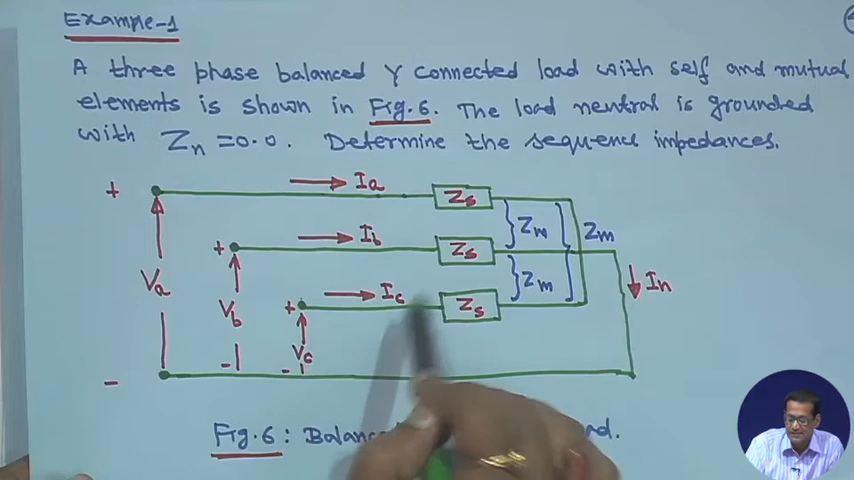 Example-1
A three phase balanced Y connected load with self and mutual
elements is shown in Fig.6. The load neutral is grounded
with Zn = 0.0. Determine the sequence impedances.
+ Ia Zs
Zm Zm
+ Ib Zs
Va Vb + Ic Zm In
Zs
Vc
- - -
Fig.6: ad.